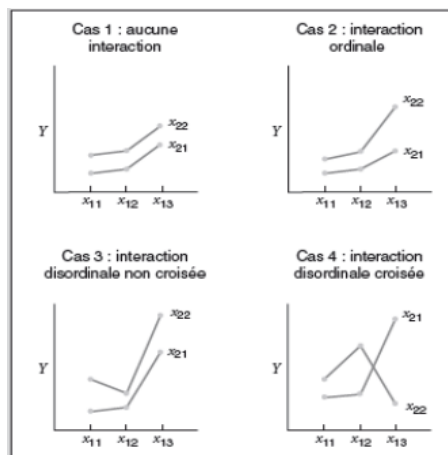 Cas 1 : aucune
interaction
Y
x22
x21
x11 x12 x13
Cas 2 : interaction
ordinale
Y
x22
x21
x11 x12 x13
Cas 3 : interaction
disordinale non croisée
Y
x22
x21
x11 x12 x13
Cas 4 : interaction
disordinale croisée
Y
x21
x22
x11 x12 x13